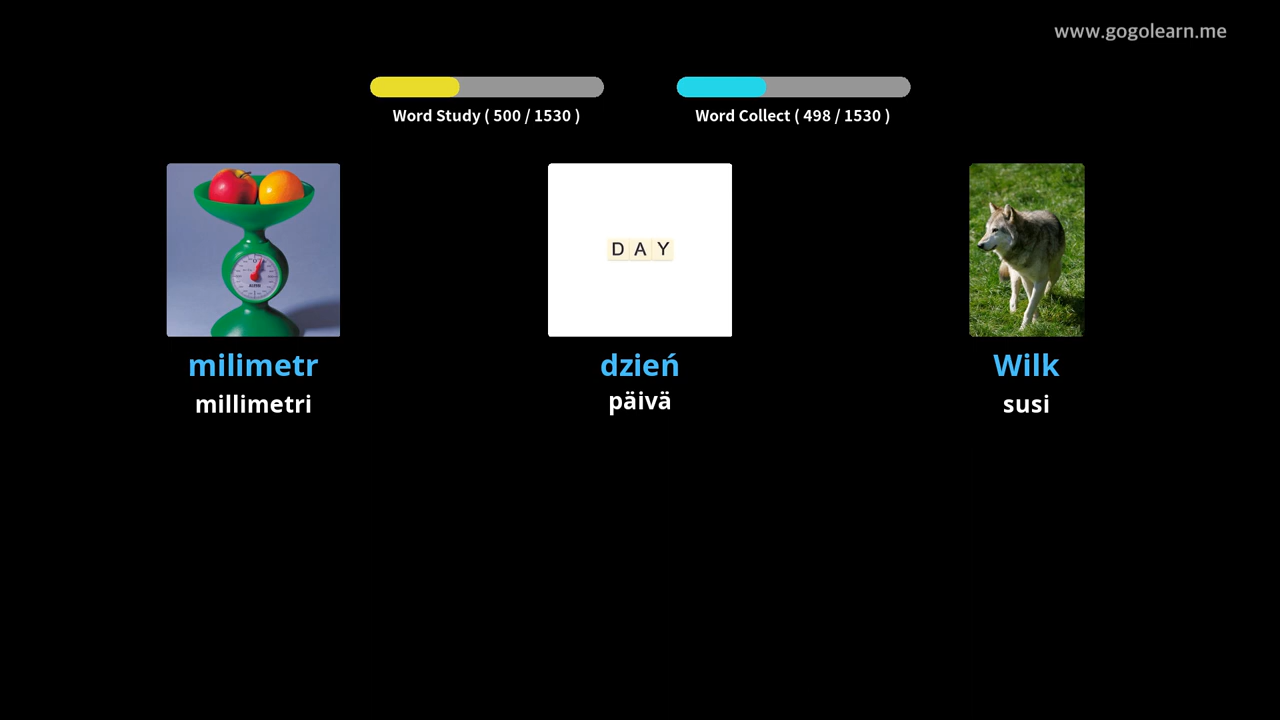 www.gogolearn.me
Word Study ( 500 / 1530 )
Word Collect ( 498 / 1530 )
DAY
milimetr
millimetri
dzień
päivä
Wilk
susi